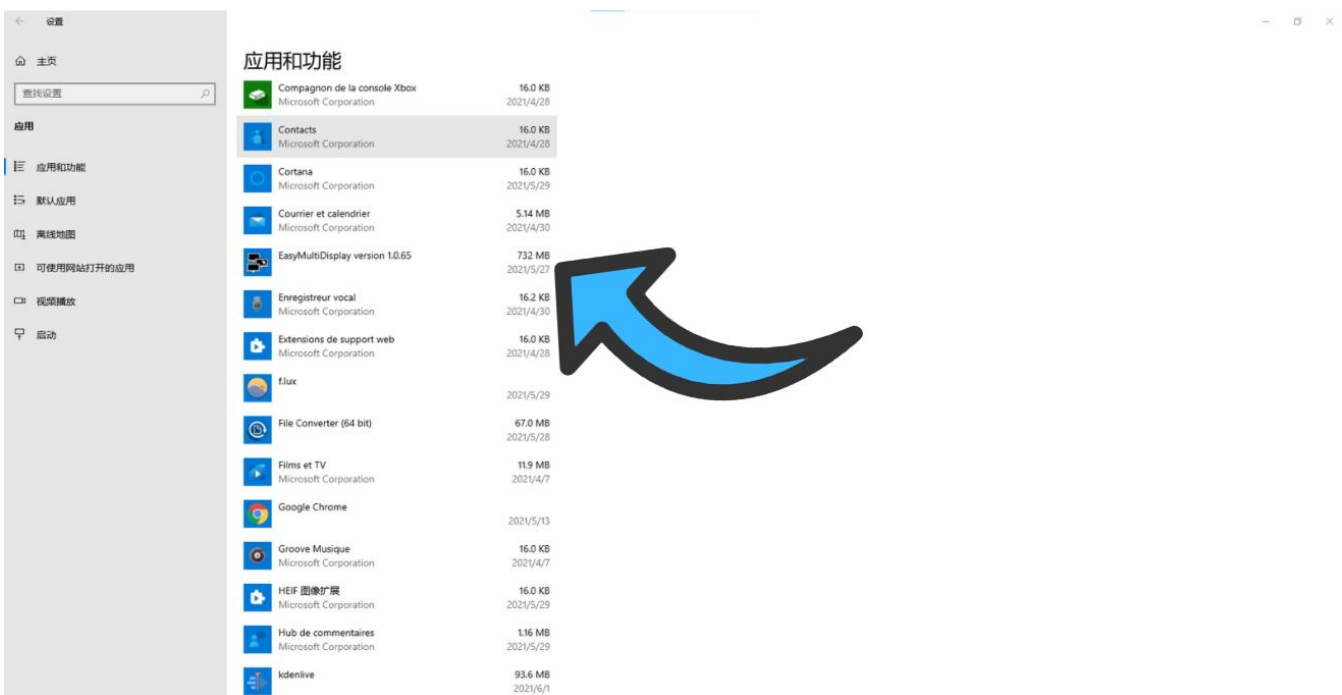 设置
主页
查找设置
应用
应用和功能
默认应用
离线地图
可使用网站打开的应用
视频播放
启动
应用和功能
Compagnon de la console Xbox 16.0 KB
Microsoft Corporation 2021/4/28
Contacts 16.0 KB
Microsoft Corporation 2021/4/28
Cortana 16.0 KB
Microsoft Corporation 2021/5/29
Courrier et calendrier 5.14 MB
Microsoft Corporation 2021/4/30
EasyMultiDisplay version 1.0.65 732 MB
2021/5/27
Enregistreur vocal 16.2 KB
Microsoft Corporation 2021/4/30
Extensions de support web 16.0 KB
Microsoft Corporation 2021/4/28
f.lux
2021/5/29
File Converter (64 bit) 67.0 MB
2021/5/28
Films et TV 11.9 MB
Microsoft Corporation 2021/4/7
Google Chrome
2021/5/13
Groove Musique 16.0 KB
Microsoft Corporation 2021/4/7
HEIF 图像扩展 16.0 KB
Microsoft Corporation 2021/5/29
Hub de commentaires 1.16 MB
Microsoft Corporation 2021/5/29
kdenlive 93.6 MB
2021/6/1